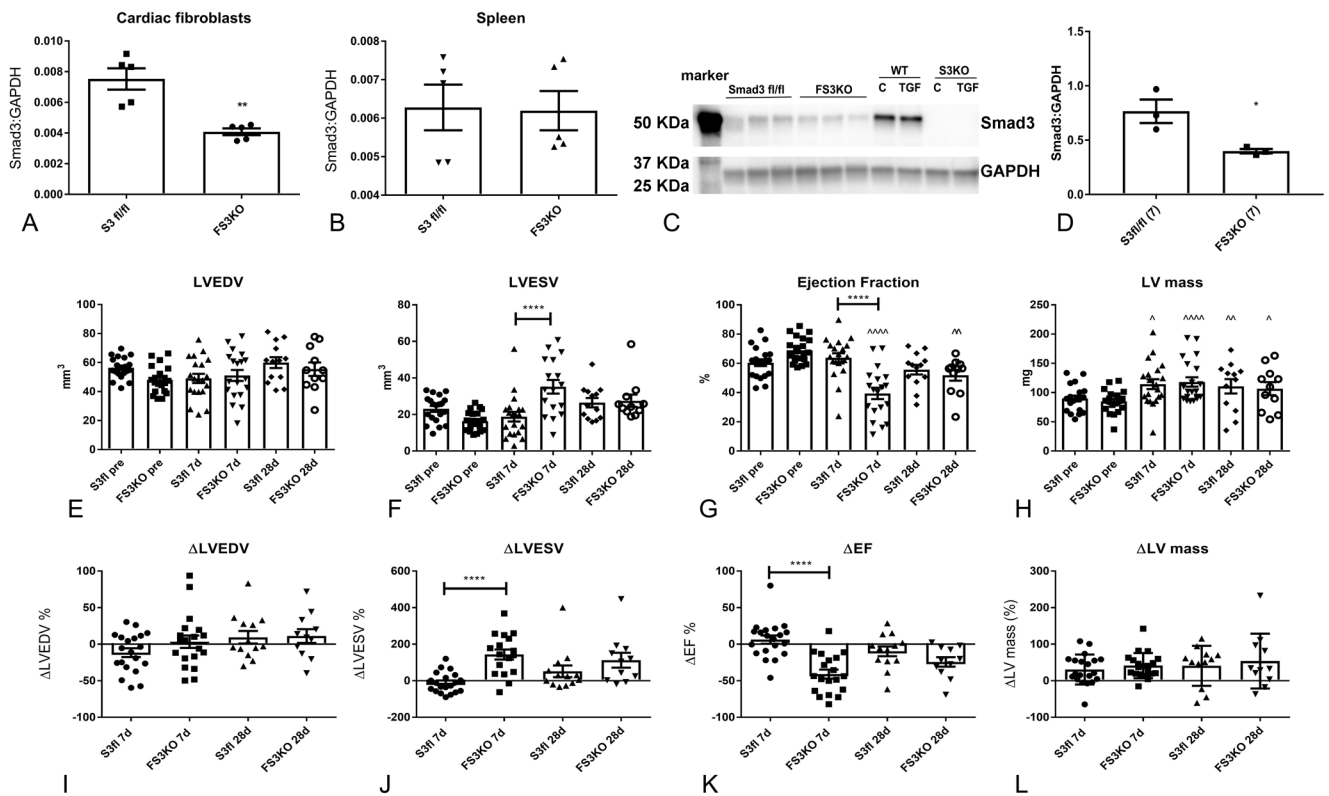 Cardiac fibroblasts
Smad3:GAPDH
0.010
0.008
0.006
0.004
0.002
0.000
**
S3 fl/fl
FS3KO
A
Spleen
Smad3:GAPDH
0.008
0.007
0.006
0.005
0.004
S3 fl/fl
FS3KO
B
marker
Smad3 fl/fl
FS3KO
WT
S3KO
C TGF
C TGF
50 KDa
Smad3
37 KDa
GAPDH
25 KDa
C
Smad3:GAPDH
1.5
1.0
0.5
0.0
*
S3fl/fl (7)
FS3KO (7)
D
LVEDV
mm3
100
80
60
40
20
0
S3fl pre
FS3KO pre
S3fl 7d
FS3KO 7d
S3fl 28d
FS3KO 28d
E
LVESV
mm3
80
60
40
20
0
****
S3fl pre
FS3KO pre
S3fl 7d
FS3KO 7d
S3fl 28d
FS3KO 28d
F
Ejection Fraction
%
100
80
60
40
20
0
****
^^^^
^^
S3fl pre
FS3KO pre
S3fl 7d
FS3KO 7d
S3fl 28d
FS3KO 28d
G
LV mass
mg
250
200
150
100
50
0
^
^^^^
^^
^
S3fl pre
FS3KO pre
S3fl 7d
FS3KO 7d
S3fl 28d
FS3KO 28d
H
ΔLVEDV
ΔLVEDV %
100
50
0
-50
-100
S3fl 7d
FS3KO 7d
S3fl 28d
FS3KO 28d
I
ΔLVESV
ΔLVESV %
600
400
200
0
-200
****
S3fl 7d
FS3KO 7d
S3fl 28d
FS3KO 28d
J
ΔEF
ΔEF %
100
50
0
-50
-100
****
S3fl 7d
FS3KO 7d
S3fl 28d
FS3KO 28d
K
ΔLV mass
ΔLV mass (%)
300
200
100
0
-100
S3fl 7d
FS3KO 7d
S3fl 28d
FS3KO 28d
L